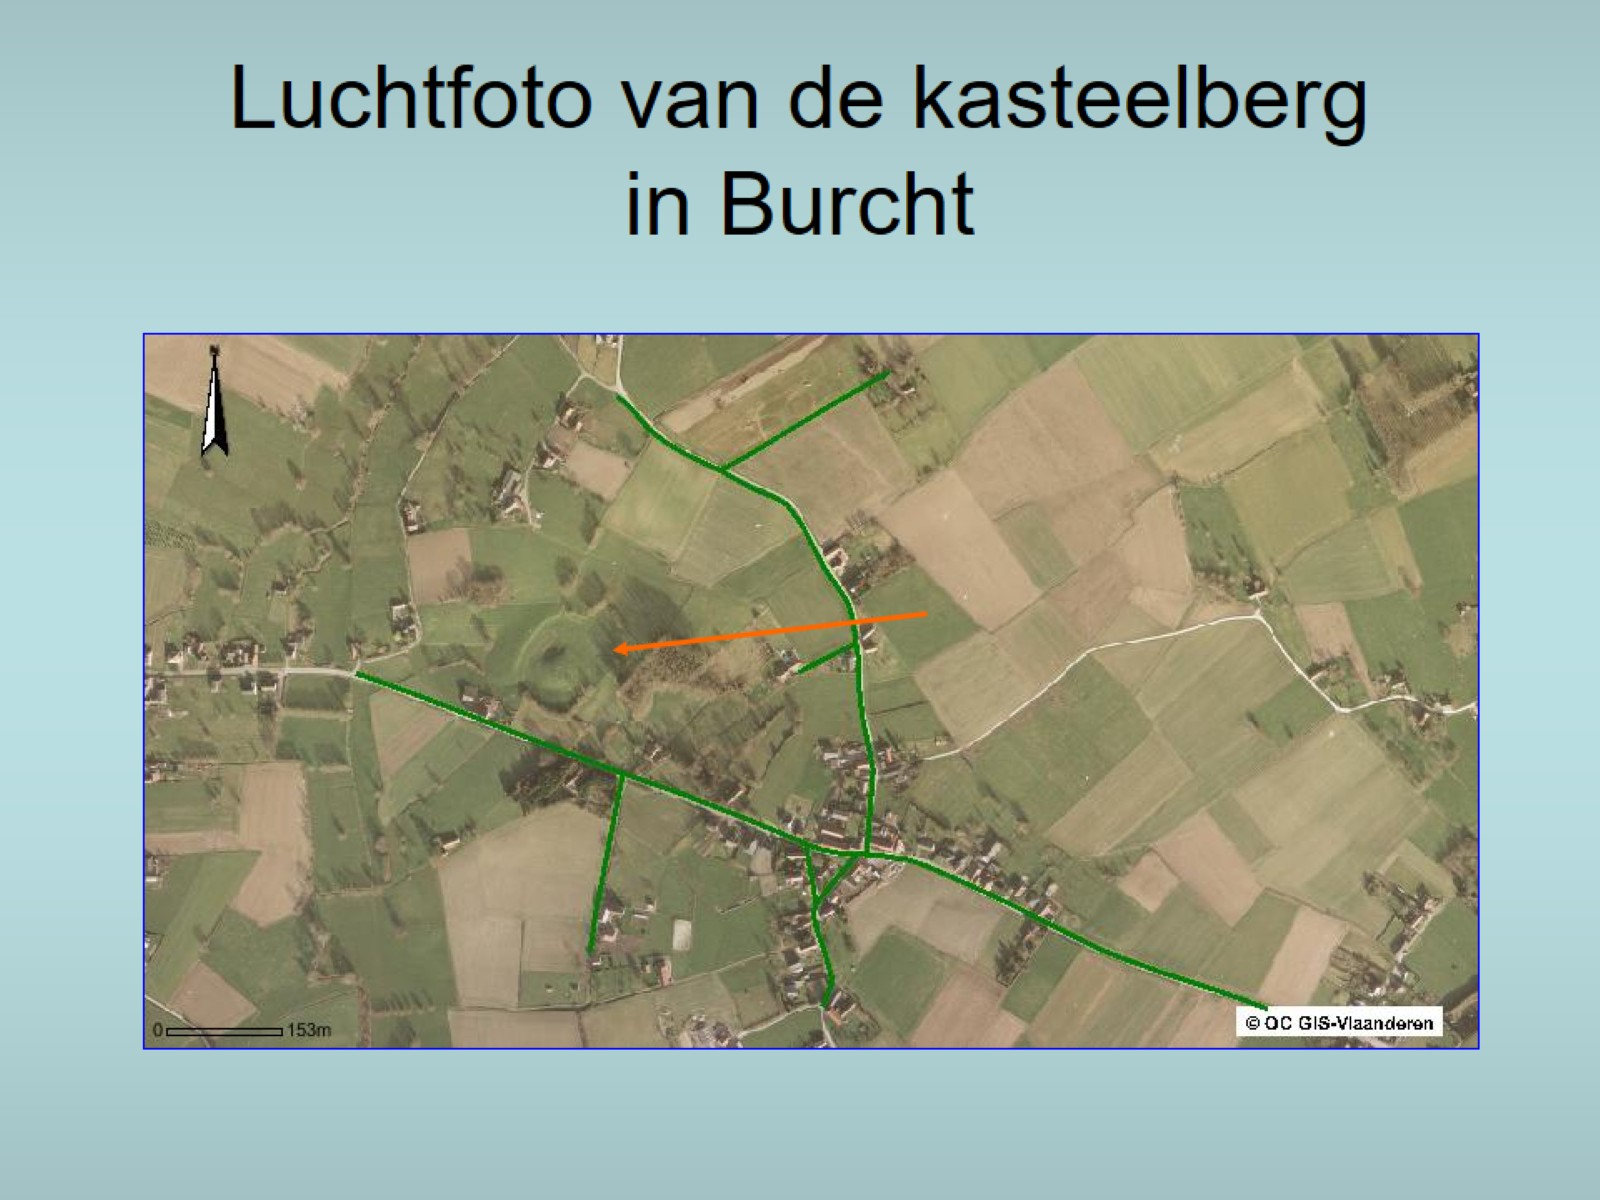 Luchtfoto van de kasteelberg
in Burcht
0 153m
© OC GIS-Vlaanderen